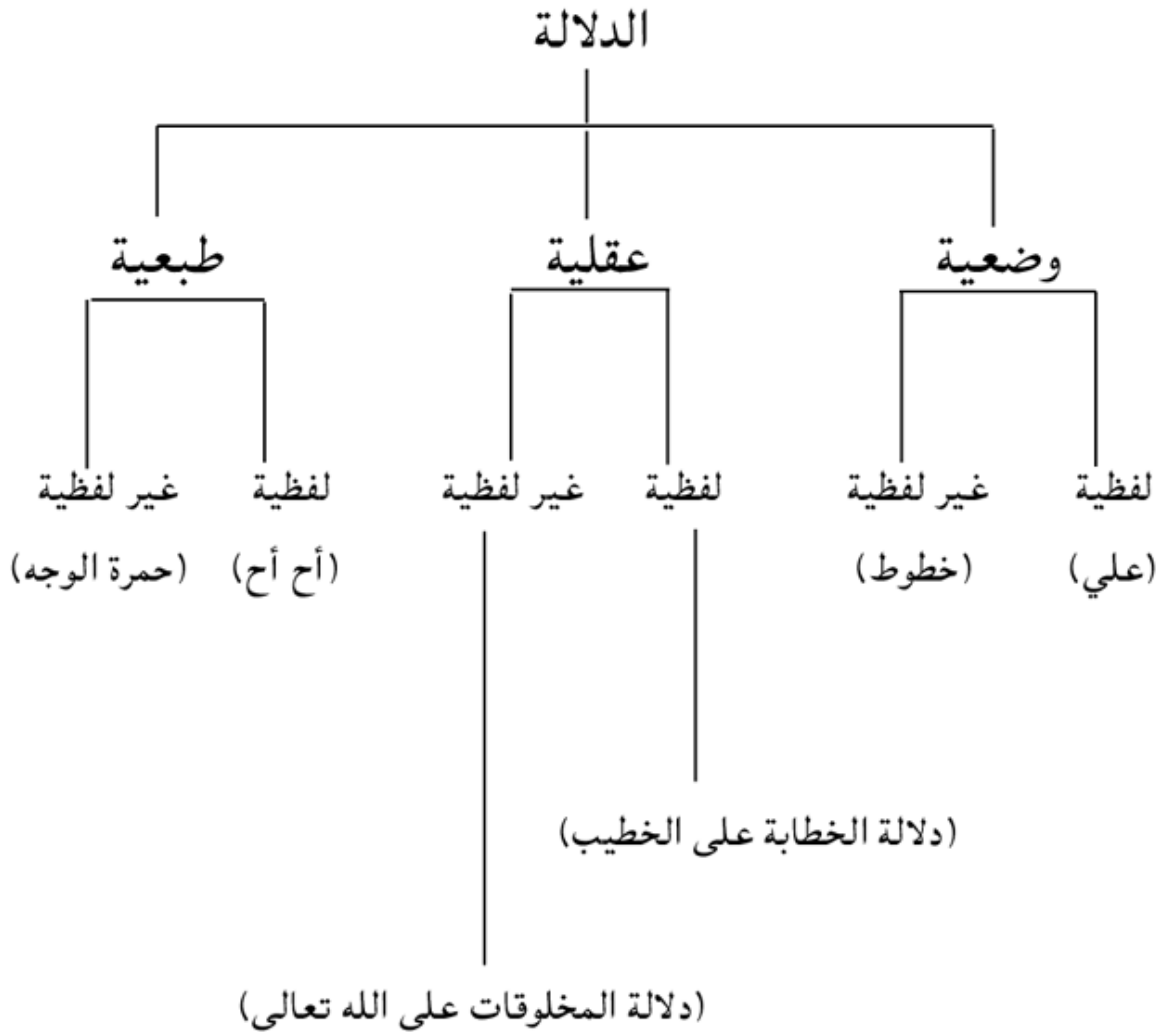 الدلالة
وضعية عقلية طبعية
لفظية غير لفظية لفظية غير لفظية لفظية غير لفظية
(علي) (خطوط) (أح أح) (حمرة الوجه)
(دلالة الخطابة على الخطيب)
(دلالة المخلوقات على الله تعالى)